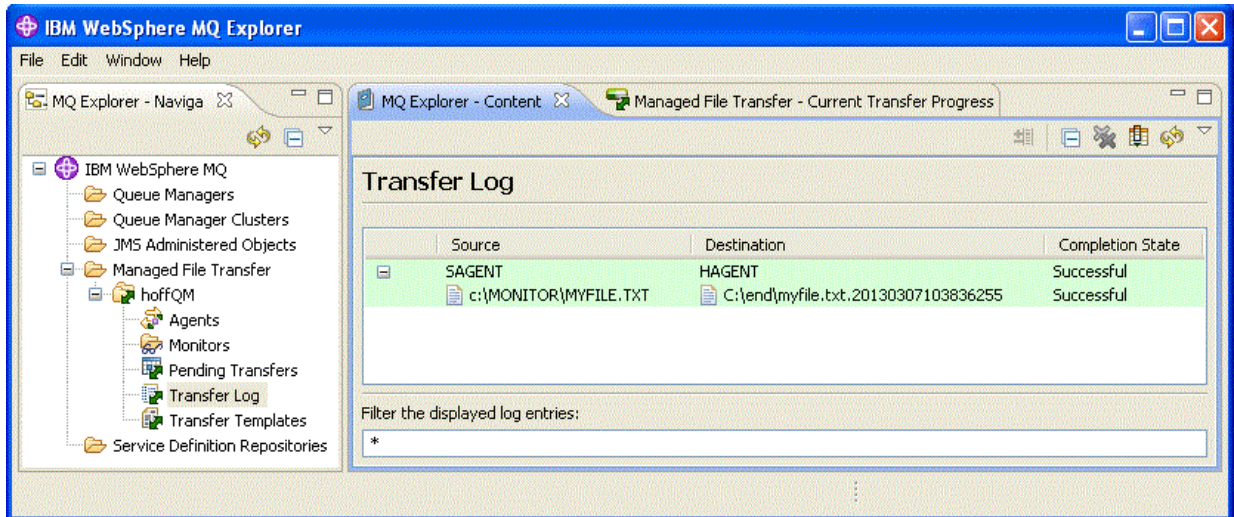 IBM WebSphere MQ Explorer
File Edit Window Help
MQ Explorer - Naviga
MQ Explorer - Content
Managed File Transfer - Current Transfer Progress
IBM WebSphere MQ
Queue Managers
Queue Manager Clusters
JMS Administered Objects
Managed File Transfer
hoffQM
Agents
Monitors
Pending Transfers
Transfer Log
Transfer Templates
Service Definition Repositories
Transfer Log
Source Destination Completion State
SAGENT HAGENT Successful
c:\MONITOR\MYFILE.TXT C:\end\myfile.txt.20130307103836255 Successful
Filter the displayed log entries:
*